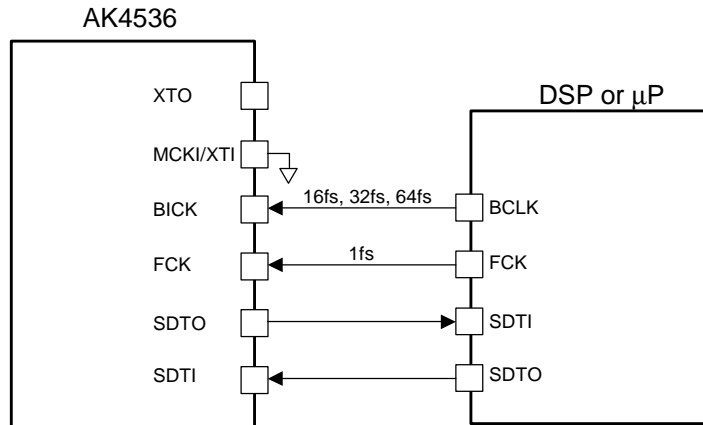 AK4536
DSP or μP
XTO
MCKI/XTI
BICK
16fs, 32fs, 64fs
BCLK
FCK
1fs
FCK
SDTO
SDTI
SDTI
SDTO